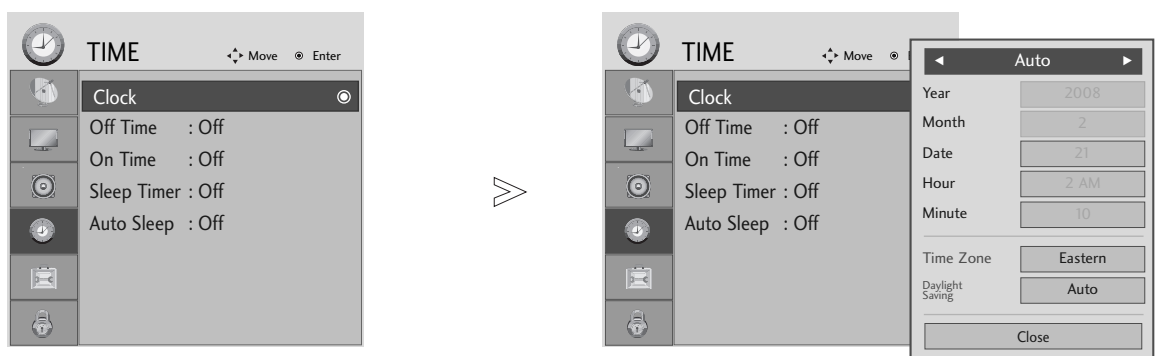 TIME
Move Enter
Clock
Off Time : Off
On Time : Off
Sleep Timer : Off
Auto Sleep : Off
TIME
Move
Clock
Off Time : Off
On Time : Off
Sleep Timer : Off
Auto Sleep : Off
Auto
Year 2008
Month 2
Date 21
Hour 2 AM
Minute 10
Time Zone Eastern
Daylight
Saving Auto
Close